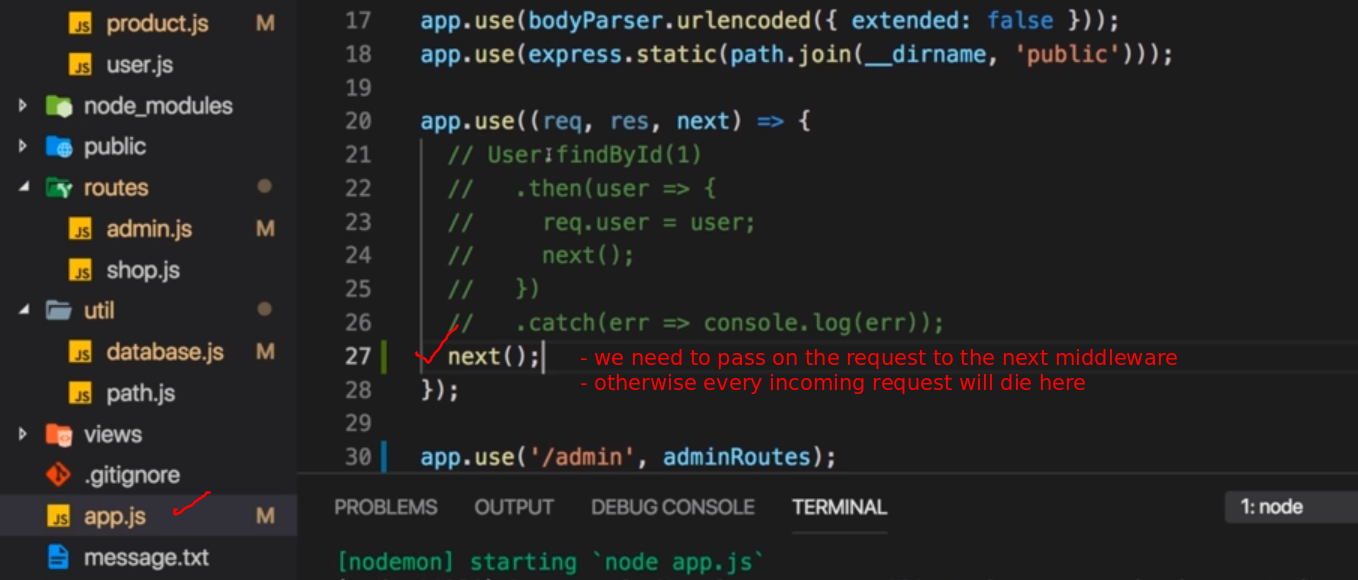 product.js M
user.js
node_modules
public
routes
admin.js M
shop.js
util
database.js M
path.js
views
.gitignore
app.js M
message.txt
17 app.use(bodyParser.urlencoded({ extended: false }));
18 app.use(express.static(path.join(__dirname, 'public')));
19
20 app.use((req, res, next) => {
21 // User.findById(1)
22 //   .then(user => {
23 //     req.user = user;
24 //     next();
25 //   })
26 //   .catch(err => console.log(err));
27 next(); - we need to pass on the request to the next middleware
- otherwise every incoming request will die here
28 });
29
30 app.use('/admin', adminRoutes);
PROBLEMS OUTPUT DEBUG CONSOLE TERMINAL 1: node
[nodemon] starting `node app.js`